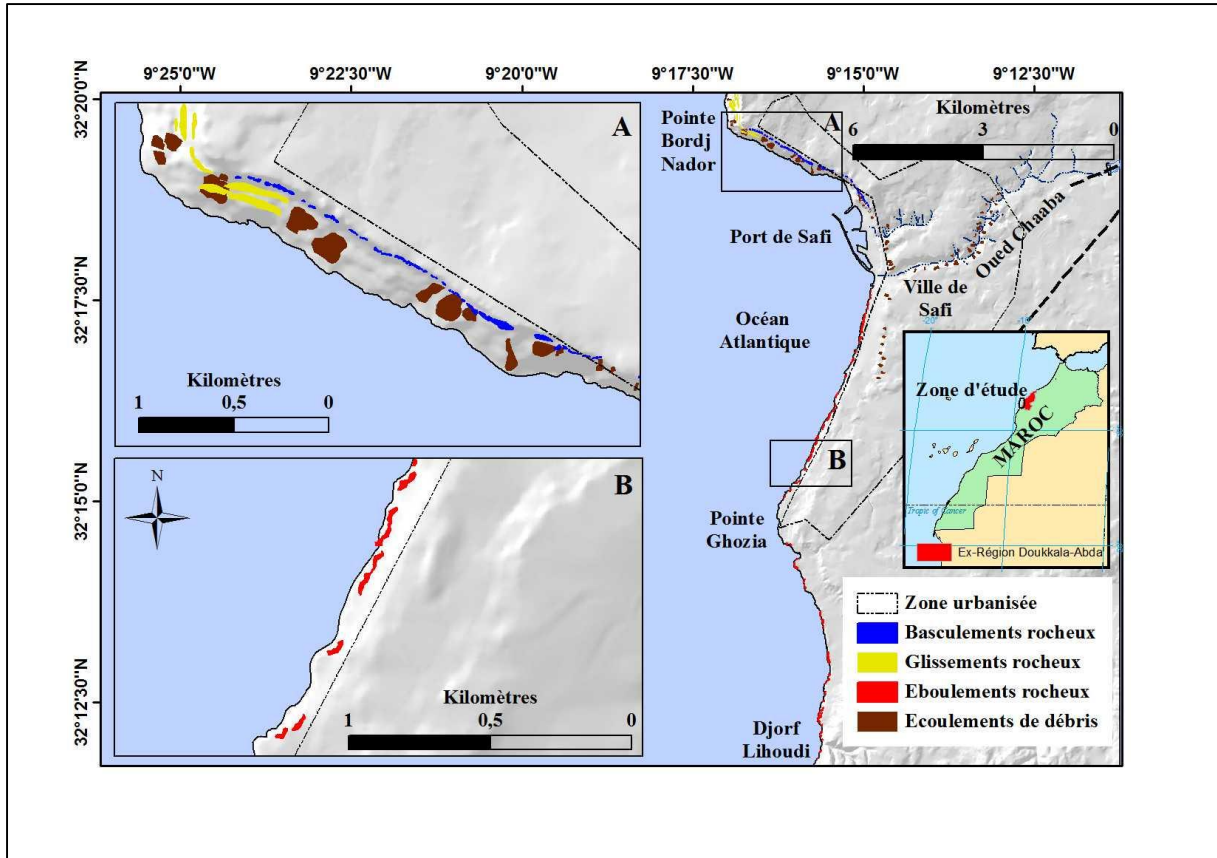 9°25'0"W
9°22'30"W
9°20'0"W
9°17'30"W
9°15'0"W
9°12'30"W
32°20'0"N
32°17'30"N
32°15'0"N
32°12'30"N
A
Kilomètres
1
0,5
0
B
N
Kilomètres
1
0,5
0
Pointe
Bordj
Nador
A
Kilomètres
6
3
0
Port de Safi
Oued Chaaba
Ville de
Safi
Océan
Atlantique
B
Pointe
Ghozia
Djorf
Lihoudi
-20°
Zone d'étude
MAROC
Tropic of Cancer
Ex-Région Doukkala-Abda
Zone urbanisée
Basculements rocheux
Glissements rocheux
Eboulements rocheux
Ecoulements de débris